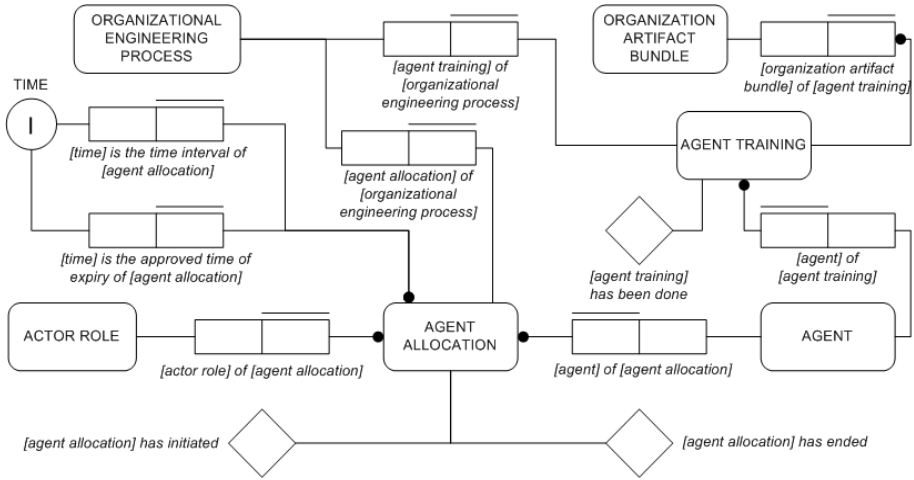 ORGANIZATIONAL
ENGINEERING
PROCESS
[agent training] of
[organizational
engineering process]
ORGANIZATION
ARTIFACT
BUNDLE
[organization artifact
bundle] of [agent training]
TIME
I
[time] is the time interval of
[agent allocation]
[agent allocation] of
[organizational
engineering process]
AGENT TRAINING
[time] is the approved time of
expiry of [agent allocation]
[agent training]
has been done
[agent] of
[agent training]
ACTOR ROLE
[actor role] of [agent allocation]
AGENT
ALLOCATION
[agent] of [agent allocation]
AGENT
[agent allocation] has initiated
[agent allocation] has ended